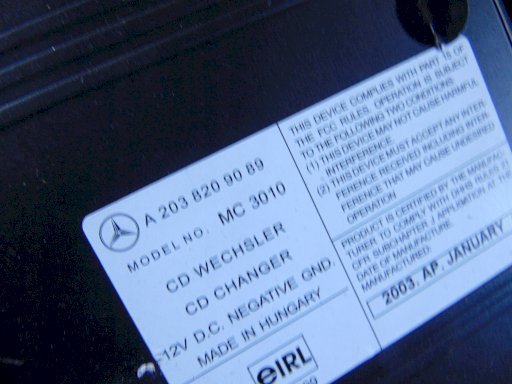 A 203 820 90 89
MODEL NO. MC 3010
CD WECHSLER
CD CHANGER
12V D.C. NEGATIVE GND.
MADE IN HUNGARY
eIRL
THIS DEVICE COMPLIES WITH PART 15 OF
THE FCC RULES. OPERATION IS SUBJECT
TO THE FOLLOWING TWO CONDITIONS:
(1) THIS DEVICE MAY NOT CAUSE HARMFUL
INTERFERENCE.
(2) THIS DEVICE MUST ACCEPT ANY INTER-
FERENCE RECEIVED INCLUDING INTER-
FERENCE THAT MAY CAUSE UNDESIRED
OPERATION
PRODUCT IS CERTIFIED BY THE MANUFAC-
TURER TO COMPLY WITH DHHS RULES 21
CFR SUBCHAPTER J APPLICATION AT THE
DATE OF MANUFACTURE.
MANUFACTURED:
2003. AP. JANUARY